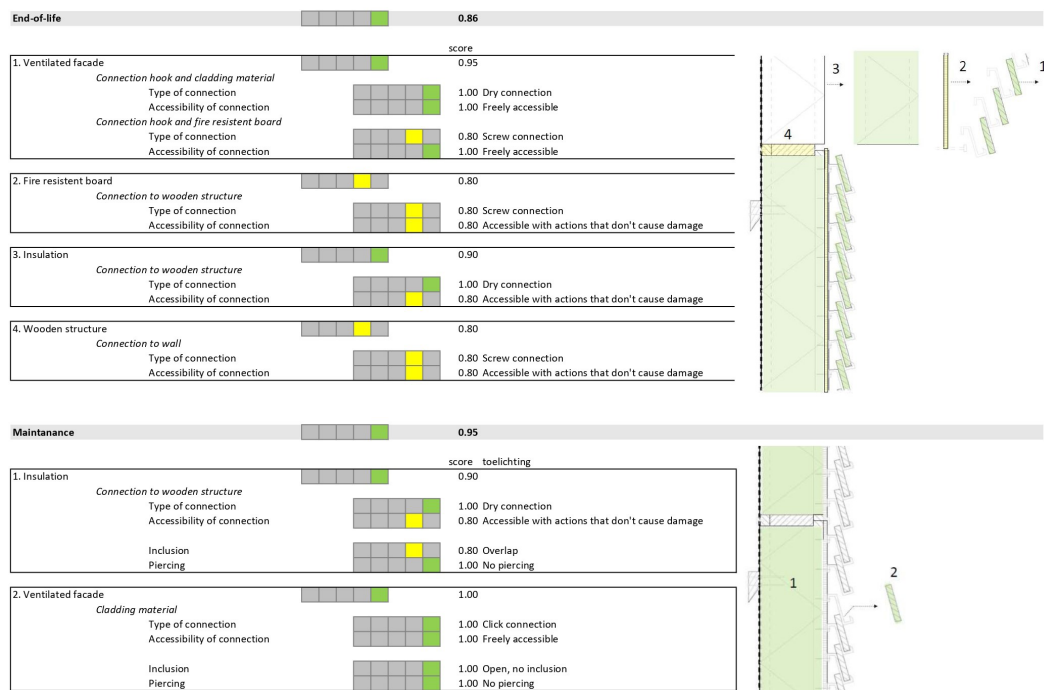 End-of-life 0.86
score
1. Ventilated facade 0.95
Connection hook and cladding material
Type of connection 1.00 Dry connection
Accessibility of connection 1.00 Freely accessible
Connection hook and fire resistent board
Type of connection 0.80 Screw connection
Accessibility of connection 1.00 Freely accessible
2. Fire resistent board 0.80
Connection to wooden structure
Type of connection 0.80 Screw connection
Accessibility of connection 0.80 Accessible with actions that don't cause damage
3. Insulation 0.90
Connection to wooden structure
Type of connection 1.00 Dry connection
Accessibility of connection 0.80 Accessible with actions that don't cause damage
4. Wooden structure 0.80
Connection to wall
Type of connection 0.80 Screw connection
Accessibility of connection 0.80 Accessible with actions that don't cause damage
3 2 1
4
Maintanance 0.95
score toelichting
1. Insulation 0.90
Connection to wooden structure
Type of connection 1.00 Dry connection
Accessibility of connection 0.80 Accessible with actions that don't cause damage
Inclusion 0.80 Overlap
Piercing 1.00 No piercing
2. Ventilated facade 1.00
Cladding material
Type of connection 1.00 Click connection
Accessibility of connection 1.00 Freely accessible
Inclusion 1.00 Open, no inclusion
Piercing 1.00 No piercing
1 2